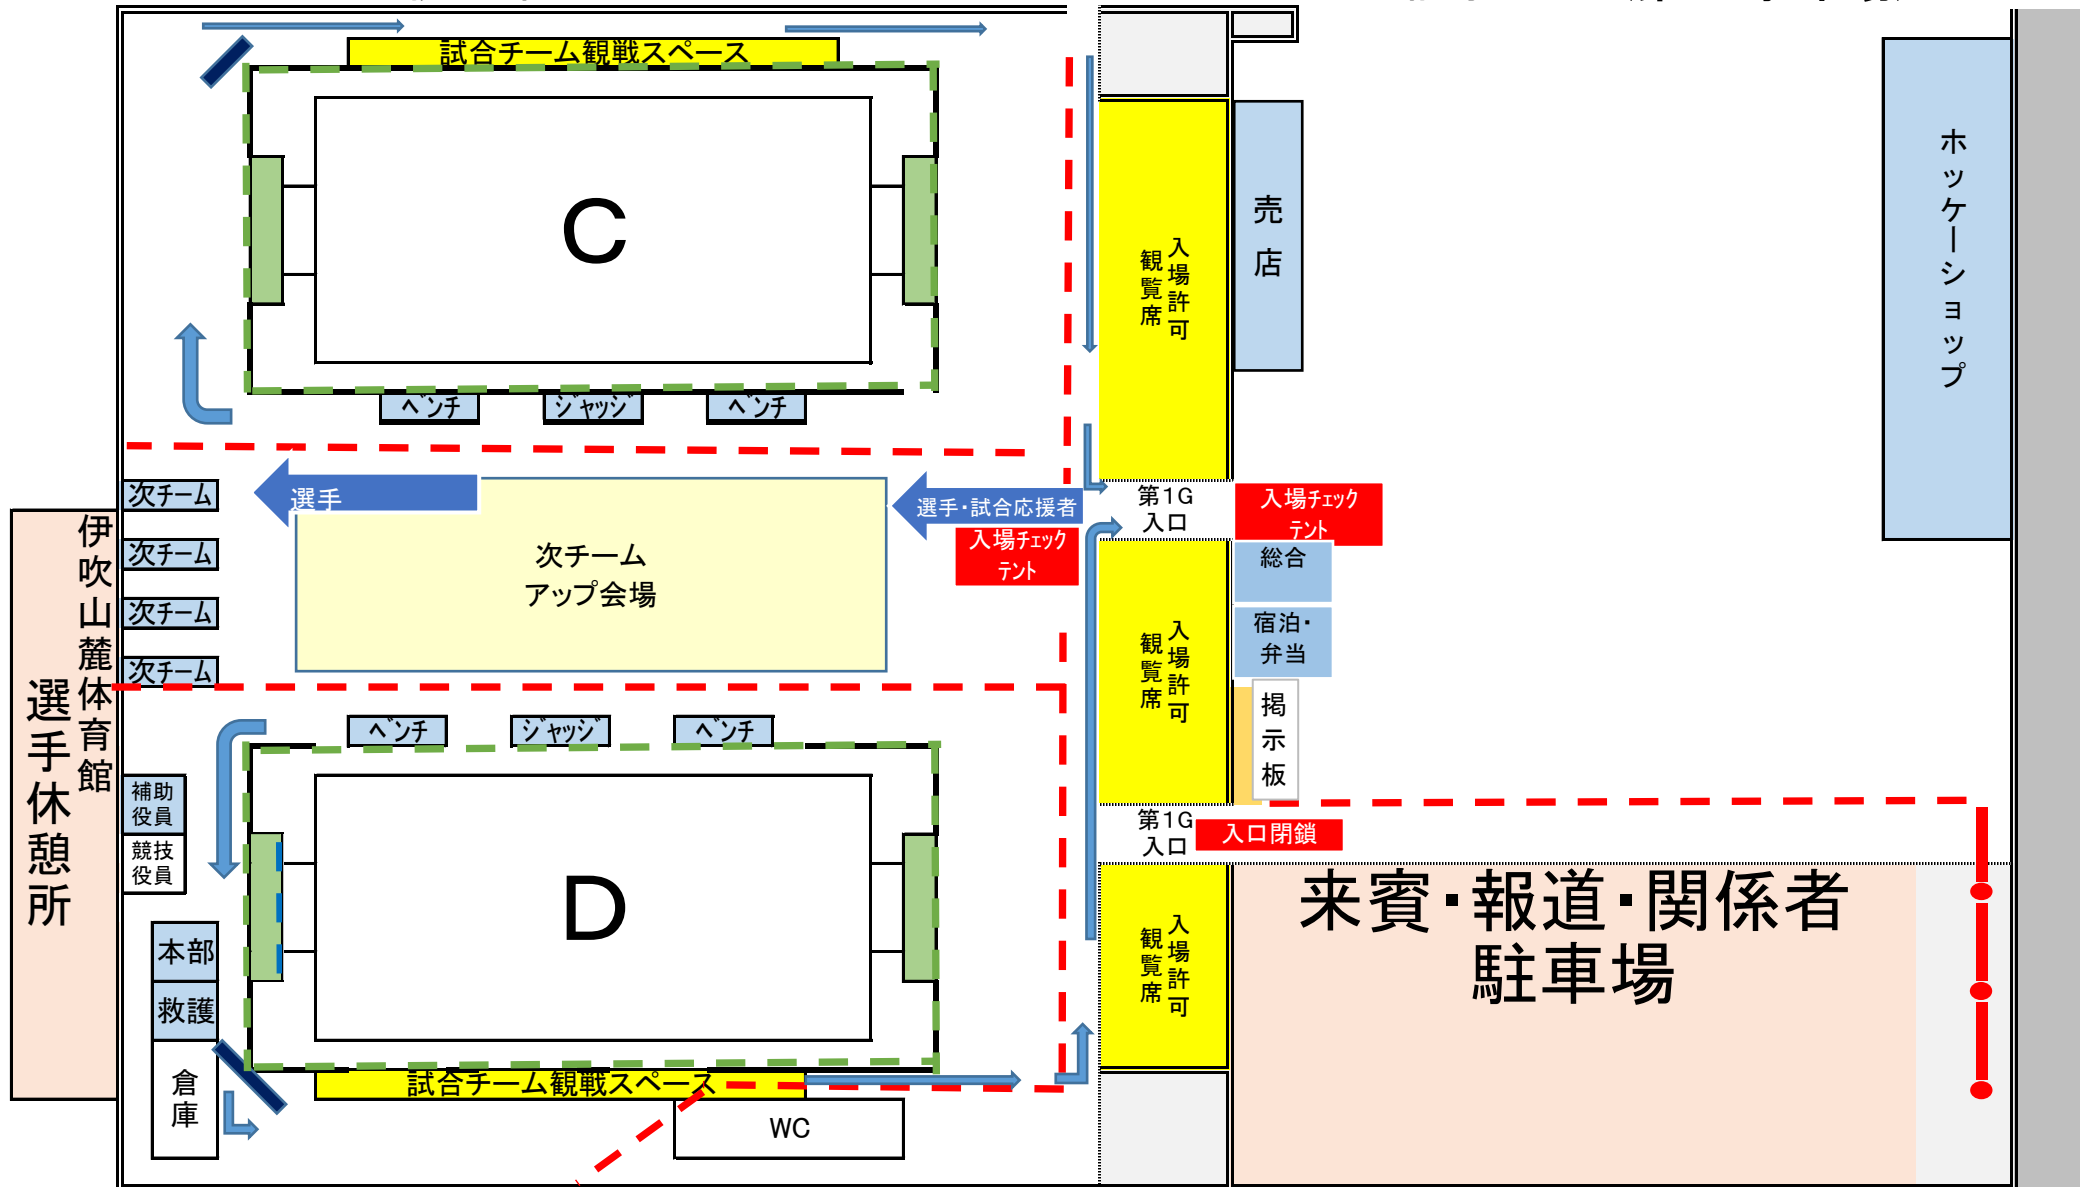 試合チーム観戦スペース
C
ベンチ
ジャッジ
ベンチ
入場許可
観覧席
売店
ホッケーショップ
選手
選手・試合応援者
第1G
入口
入場チェック
テント
入場チェック
テント
次チーム
次チーム
次チーム
次チーム
次チーム
アップ会場
総合
宿泊・
弁当
入場許可
観覧席
掲示板
伊吹山麓体育館
選手休憩所
ベンチ
ジャッジ
ベンチ
補助
役員
競技
役員
本部
救護
倉庫
D
第1G
入口
入口閉鎖
入場許可
観覧席
来賓・報道・関係者
駐車場
試合チーム観戦スペース
WC